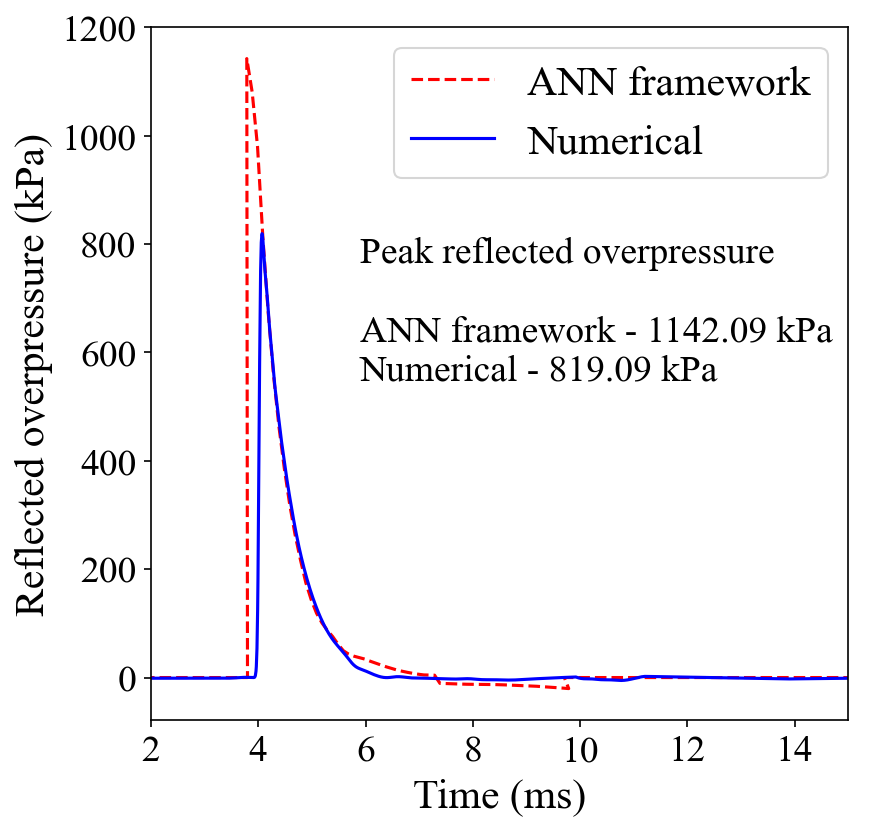 1200
1000
800
600
400
200
0
2
4
6
8
10
12
14
Reflected overpressure (kPa)
Time (ms)
ANN framework
Numerical
Peak reflected overpressure
ANN framework - 1142.09 kPa
Numerical - 819.09 kPa